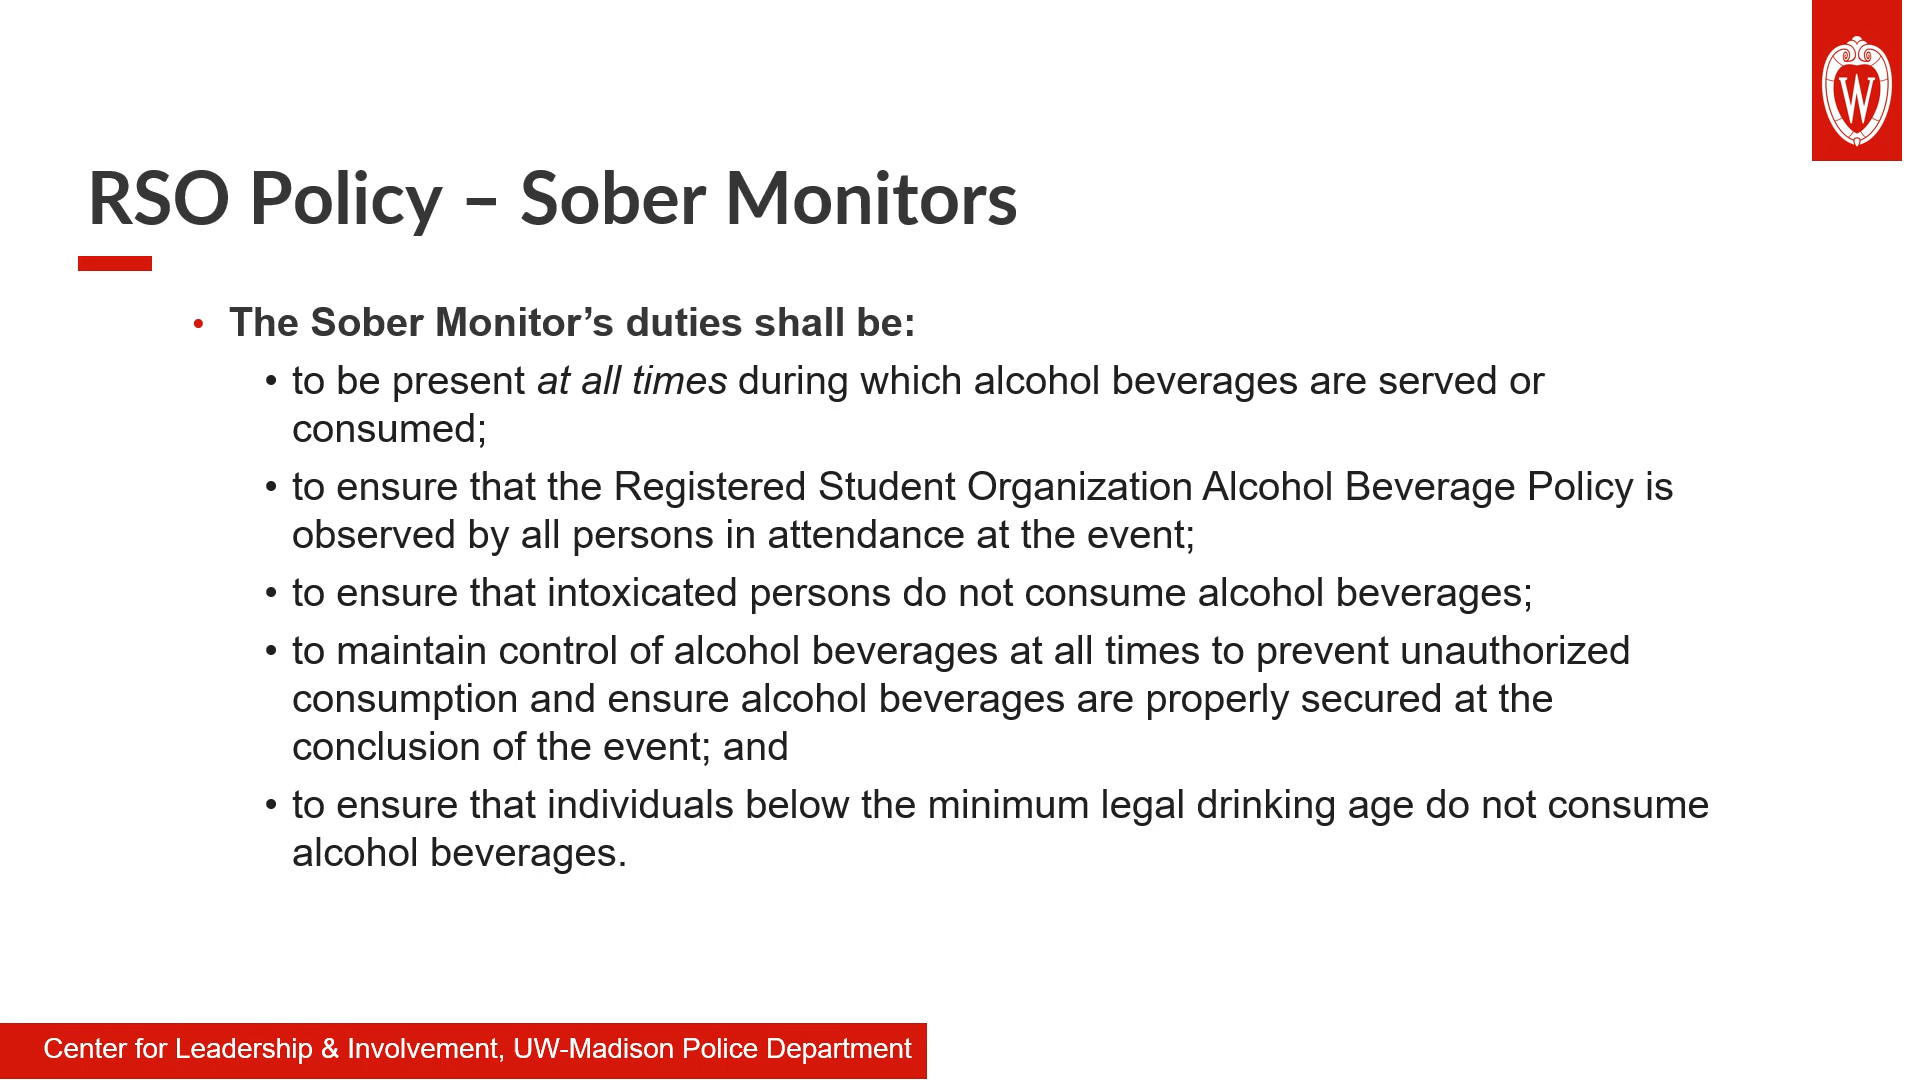 W
RSO Policy – Sober Monitors
• The Sober Monitor’s duties shall be:
• to be present at all times during which alcohol beverages are served or
consumed;
• to ensure that the Registered Student Organization Alcohol Beverage Policy is
observed by all persons in attendance at the event;
• to ensure that intoxicated persons do not consume alcohol beverages;
• to maintain control of alcohol beverages at all times to prevent unauthorized
consumption and ensure alcohol beverages are properly secured at the
conclusion of the event; and
• to ensure that individuals below the minimum legal drinking age do not consume
alcohol beverages.
Center for Leadership & Involvement, UW-Madison Police Department